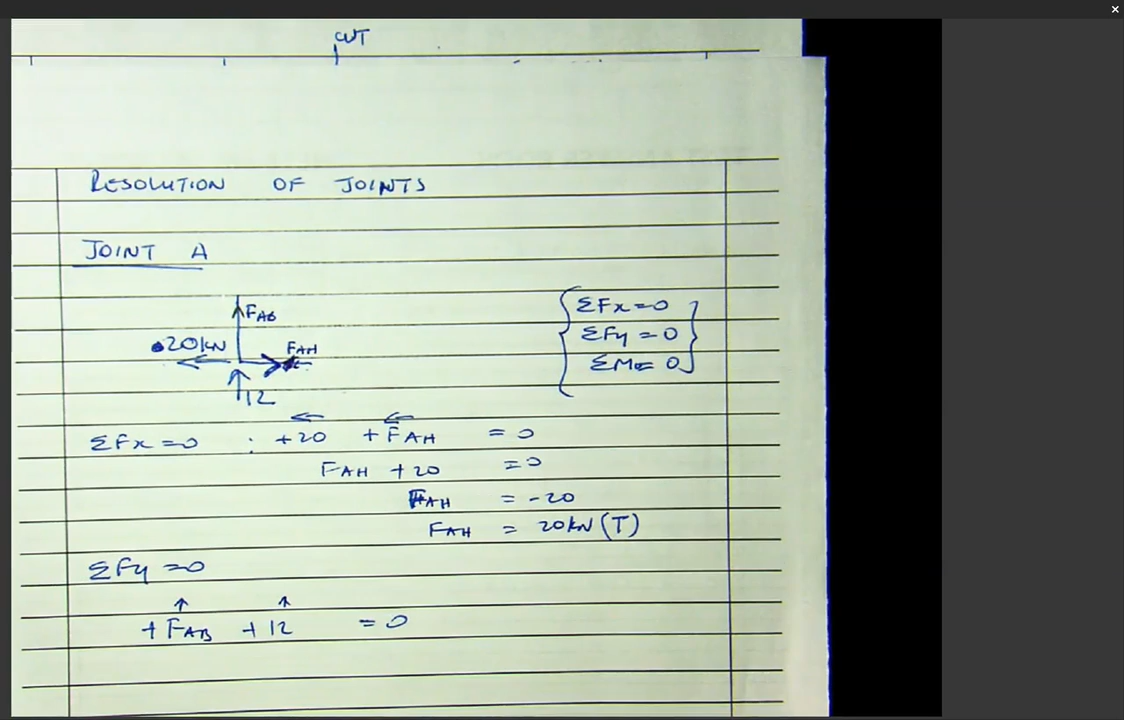 CUT
RESOLUTION OF JOINTS
JOINT A
FAB
20kN FAH
12
ΣFx=0
ΣFy=0
ΣM=0
ΣFx=0 : +20 +FAH = 0
FAH +20 =0
FAH = -20
FAH = 20kN (T)
ΣFy=0
+FAB +12 = 0